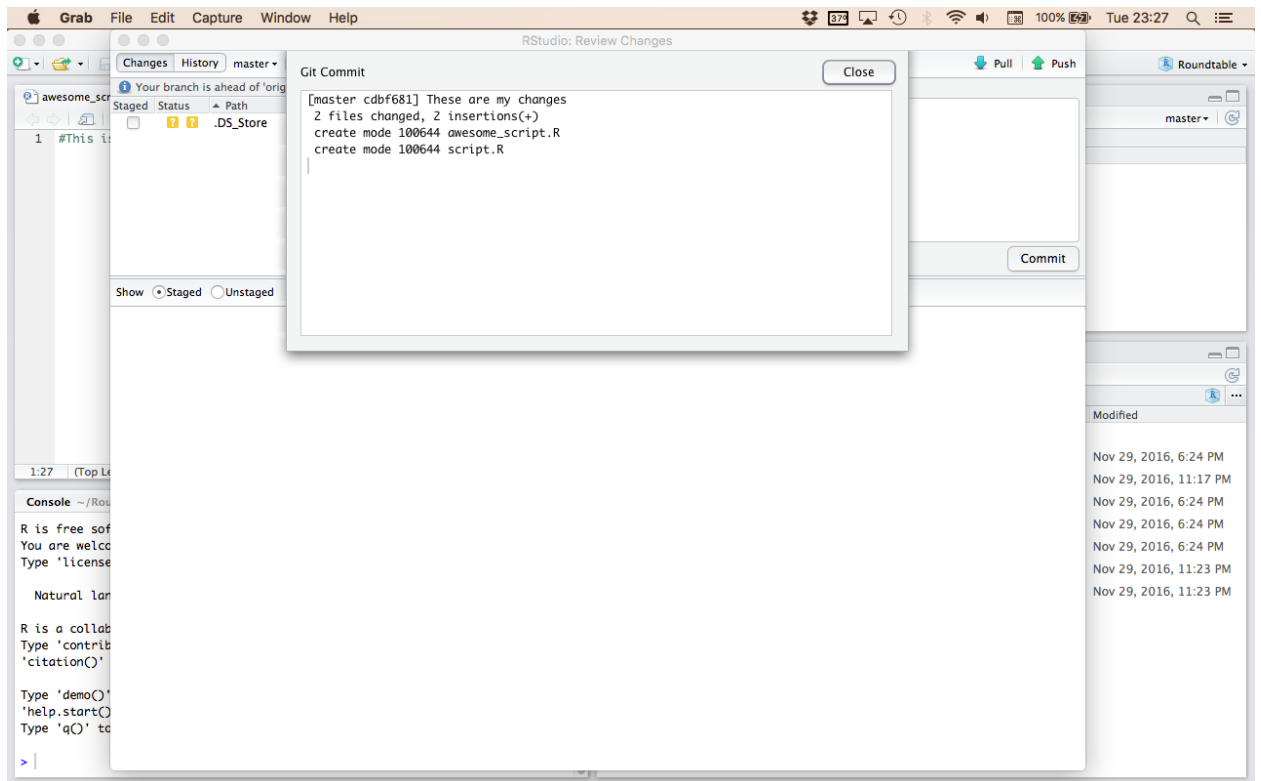 Grab File Edit Capture Window Help 37° 100% Tue 23:27
RStudio: Review Changes
Changes History master Pull Push Roundtable
Your branch is ahead of 'orig
Staged Status Path
? ? .DS_Store
Git Commit
Close
[master cdbf681] These are my changes
2 files changed, 2 insertions(+)
create mode 100644 awesome_script.R
create mode 100644 script.R
Commit
Show Staged Unstaged
awesome_scr
master
1 #This i
1:27 (Top Le
Modified
Nov 29, 2016, 6:24 PM
Nov 29, 2016, 11:17 PM
Nov 29, 2016, 6:24 PM
Nov 29, 2016, 6:24 PM
Nov 29, 2016, 6:24 PM
Nov 29, 2016, 11:23 PM
Nov 29, 2016, 11:23 PM
Console ~/Rou
R is free sof
You are welco
Type 'license
Natural lan
R is a collab
Type 'contrib
'citation()'
Type 'demo()'
'help.start()
Type 'q()' to
>